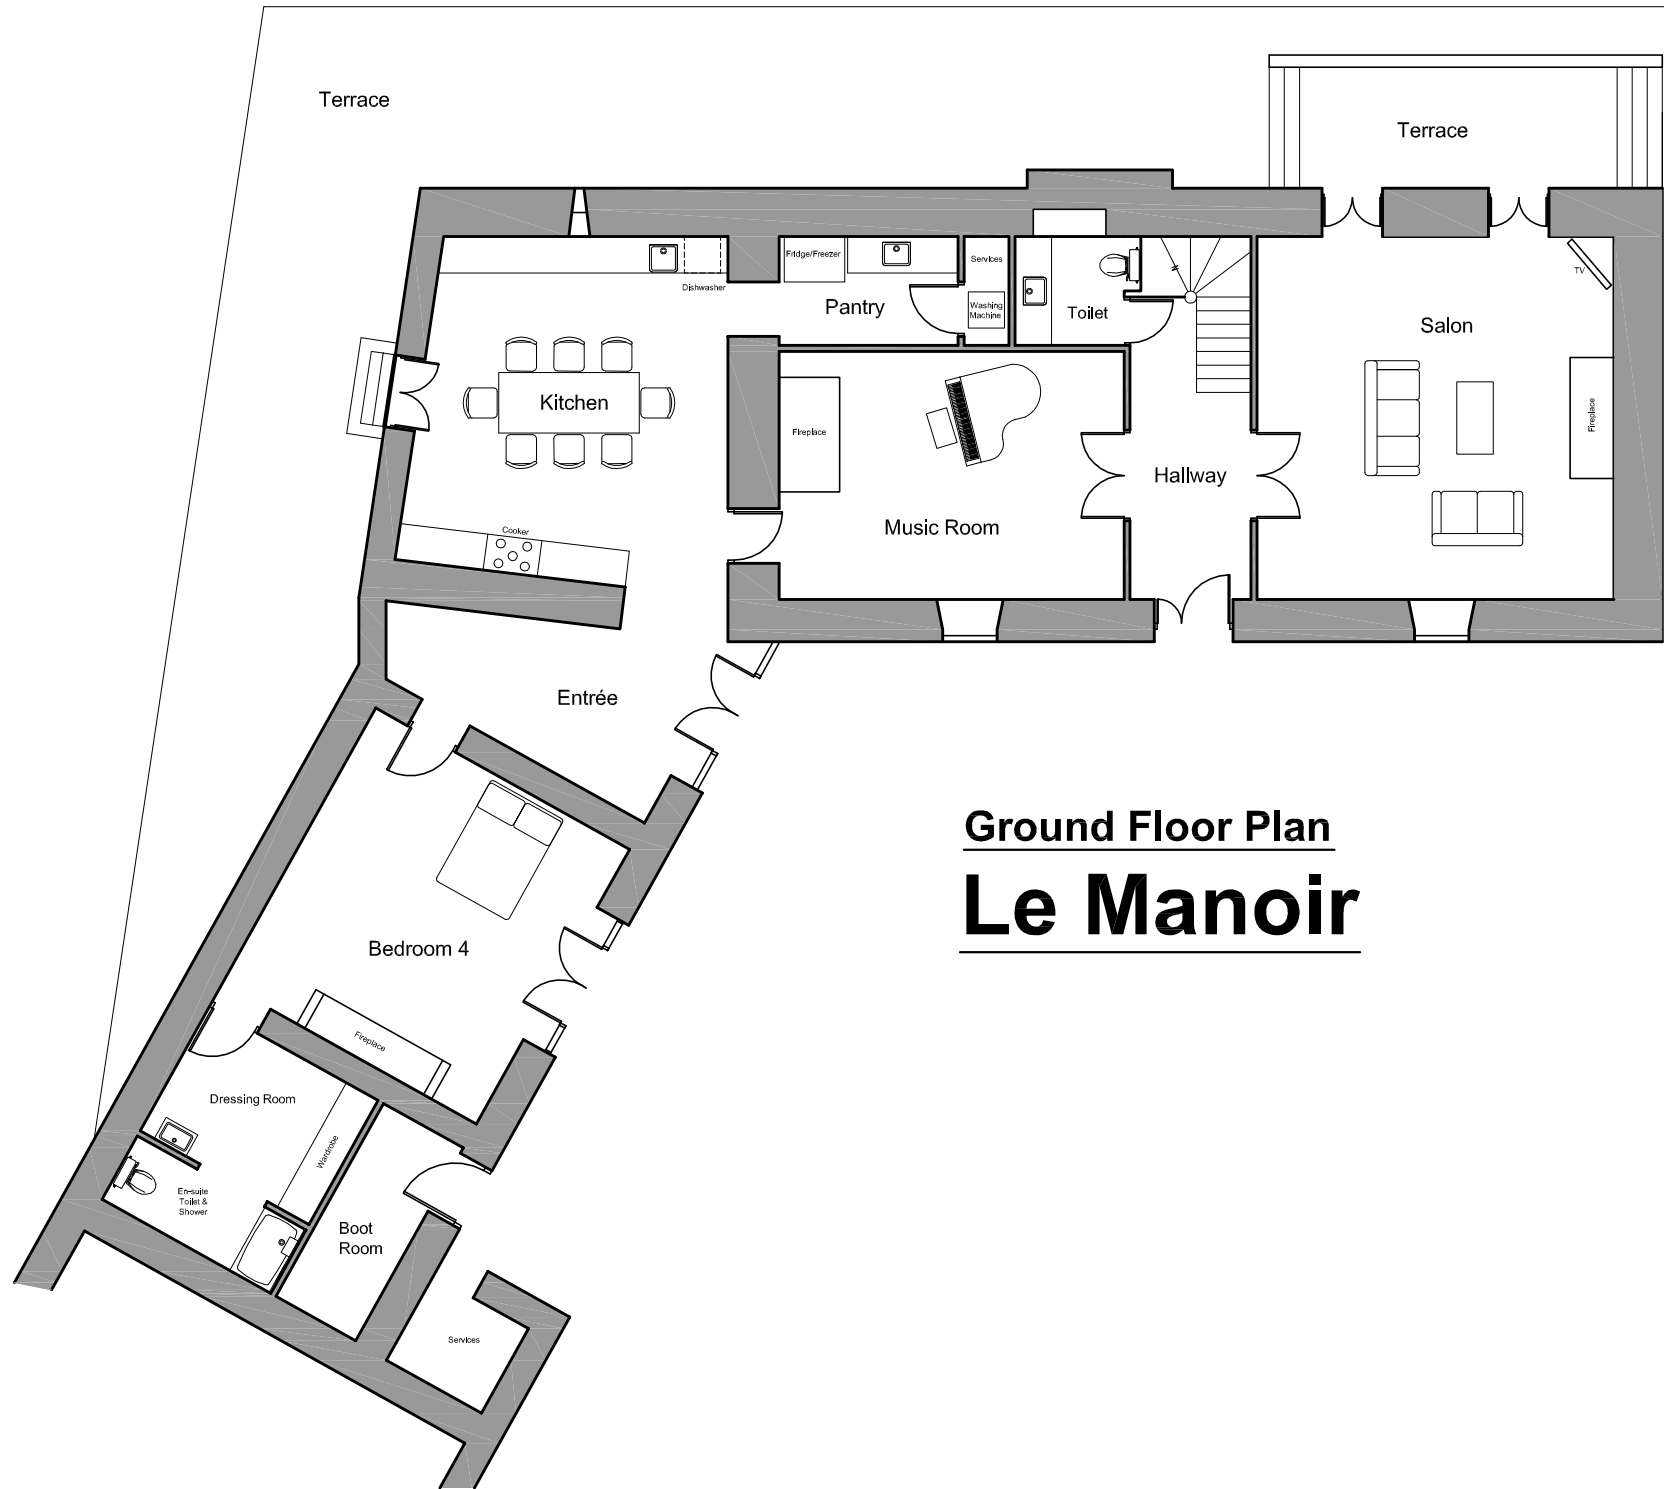 Terrace
Terrace
Fridge/Freezer
Services
TV
Dishwasher
Pantry
Washing
Machine
Toilet
Salon
Kitchen
Fireplace
Fireplace
Hallway
Music Room
Cooker
Entrée
Ground Floor Plan
Le Manoir
Bedroom 4
Fireplace
Dressing Room
Wardrobe
En-suite
Toilet &
Shower
Boot
Room
Services